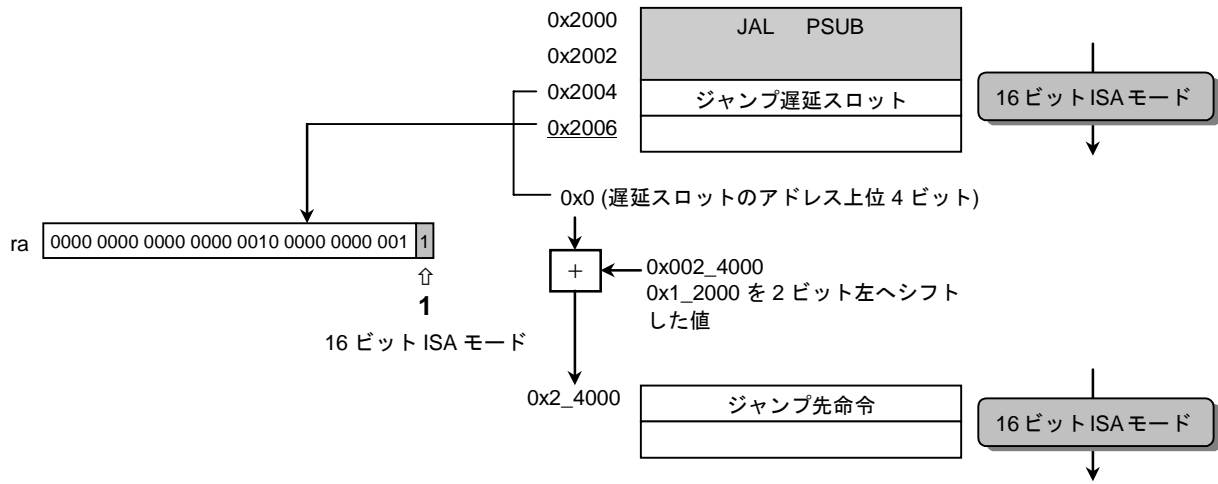 0x2000
JAL PSUB
0x2002
0x2004
ジャンプ遅延スロット
16 ビット ISA モード
0x2006
0x0 (遅延スロットのアドレス上位 4 ビット)
ra 0000 0000 0000 0000 0010 0000 0000 001 1
⇧
1
16 ビット ISA モード
+
0x002_4000
0x1_2000 を 2 ビット左へシフト
した値
0x2_4000
ジャンプ先命令
16 ビット ISA モード